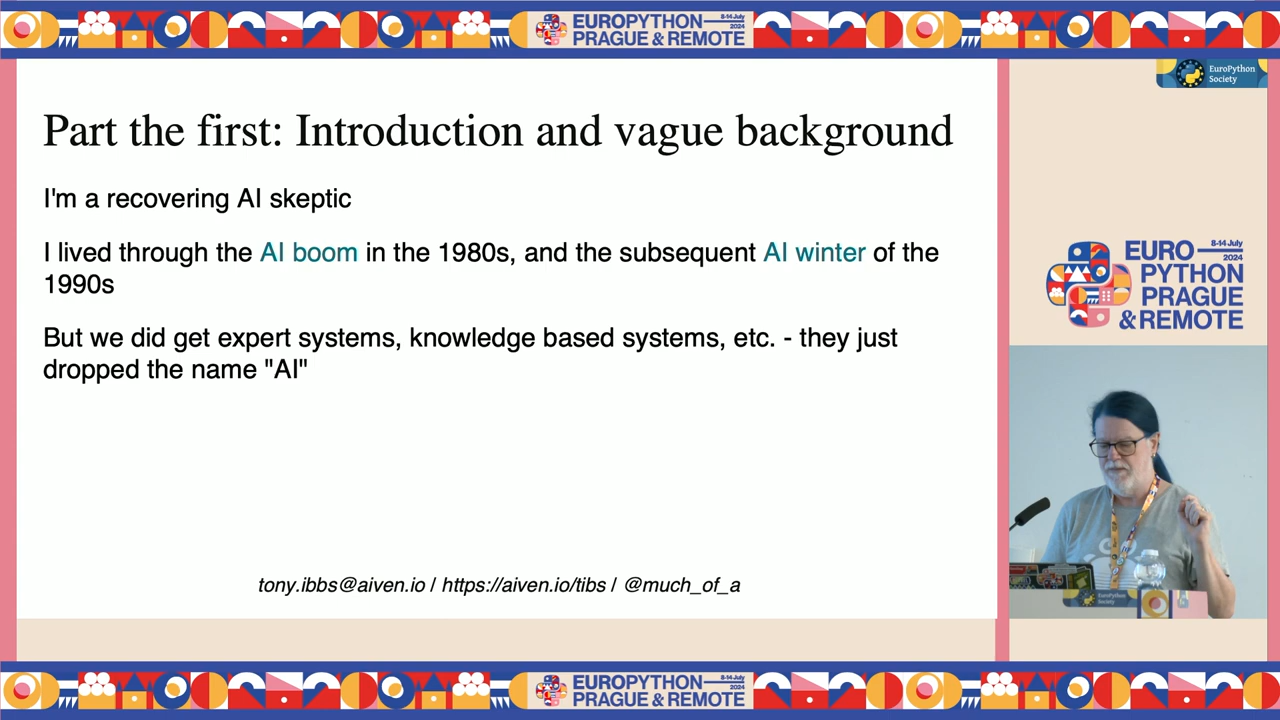 EUROPYTHON
8-14 July
2024
PRAGUE & REMOTE
EuroPython
Society
Part the first: Introduction and vague background
I'm a recovering AI skeptic
I lived through the AI boom in the 1980s, and the subsequent AI winter of the
1990s
But we did get expert systems, knowledge based systems, etc. - they just
dropped the name "AI"
tony.ibbs@aiven.io / https://aiven.io/tibs / @much_of_a
EURO
8-14 July
2024
PYTHON
PRAGUE
& REMOTE
EuroPython
Society
EUROPYTHON
8-14 July
2024
PRAGUE & REMOTE